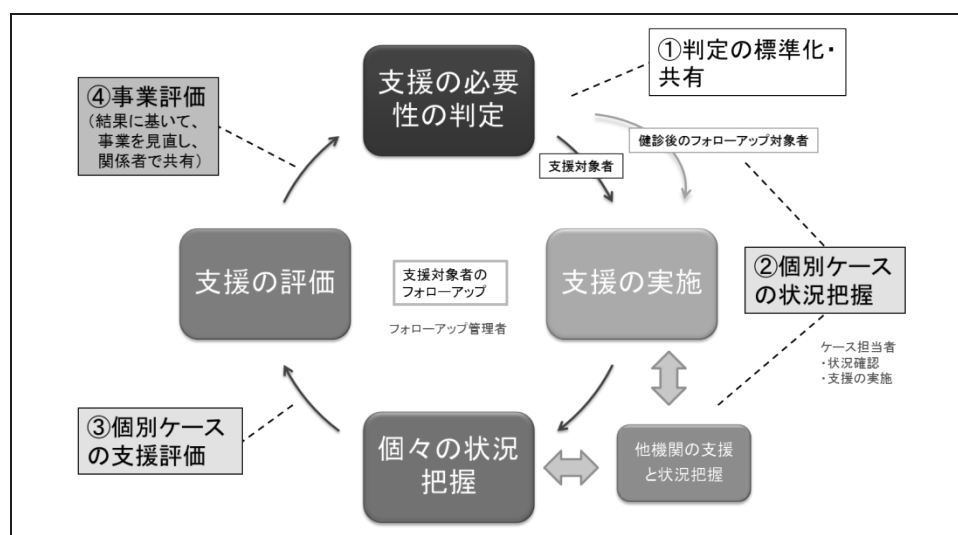 支援の必要
性の判定
①判定の標準化・
共有
④事業評価
(結果に基いて、
事業を見直し、
関係者で共有)
健診後のフォローアップ対象者
支援対象者
支援の評価
支援対象者の
フォローアップ
フォローアップ管理者
支援の実施
②個別ケース
の状況把握
ケース担当者
・状況確認
・支援の実施
③個別ケース
の支援評価
個々の状況
把握
他機関の支援
と状況把握